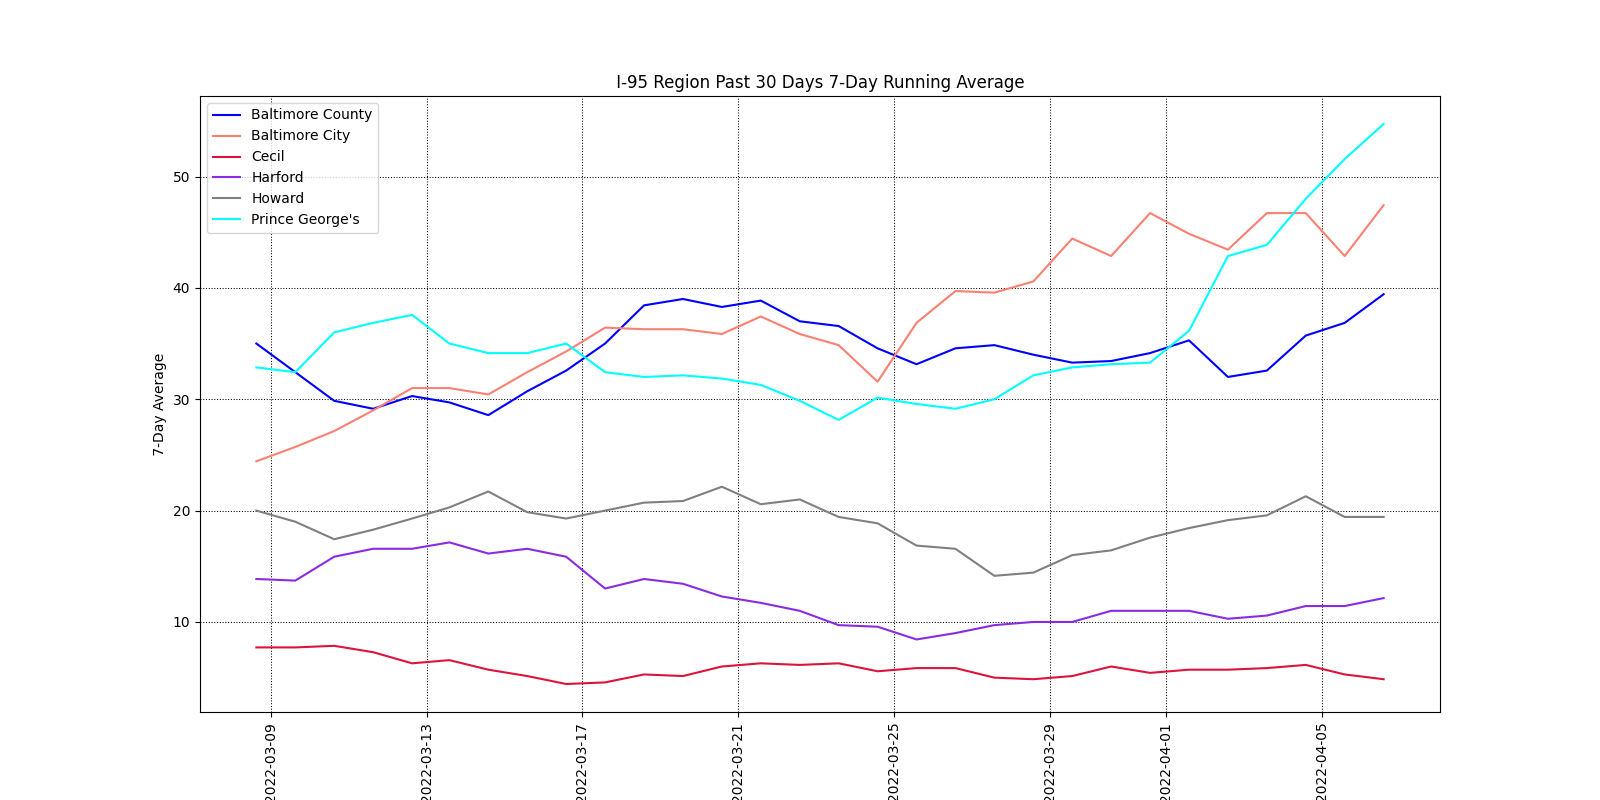 I-95 Region Past 30 Days 7-Day Running Average
Baltimore County
Baltimore City
Cecil
Harford
Howard
Prince George's
7-Day Average
50
40
30
20
10
2022-03-09
2022-03-13
2022-03-17
2022-03-21
2022-03-25
2022-03-29
2022-04-01
2022-04-05